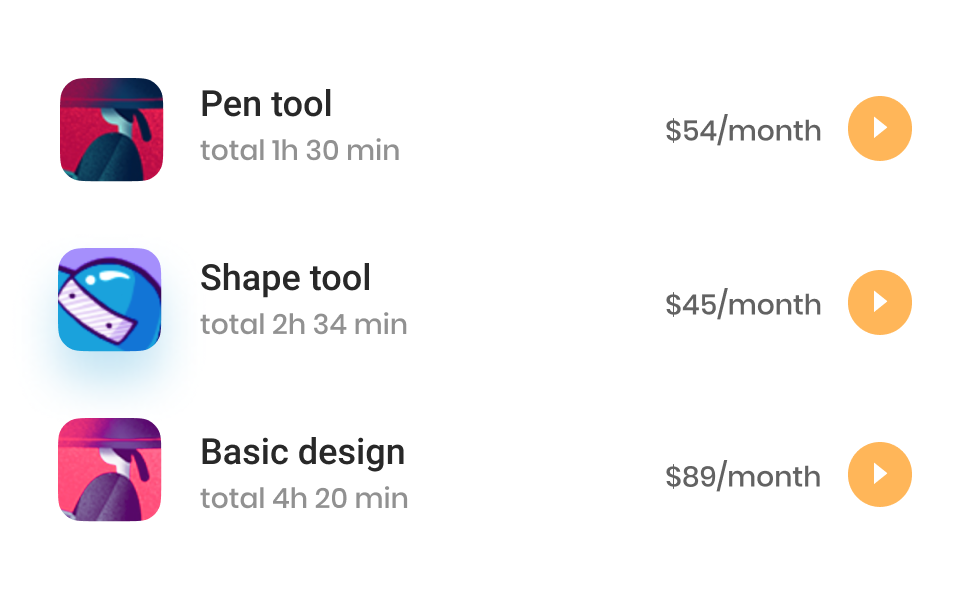 Pen tool
total 1h 30 min
$54/month
Shape tool
total 2h 34 min
$45/month
Basic design
total 4h 20 min
$89/month